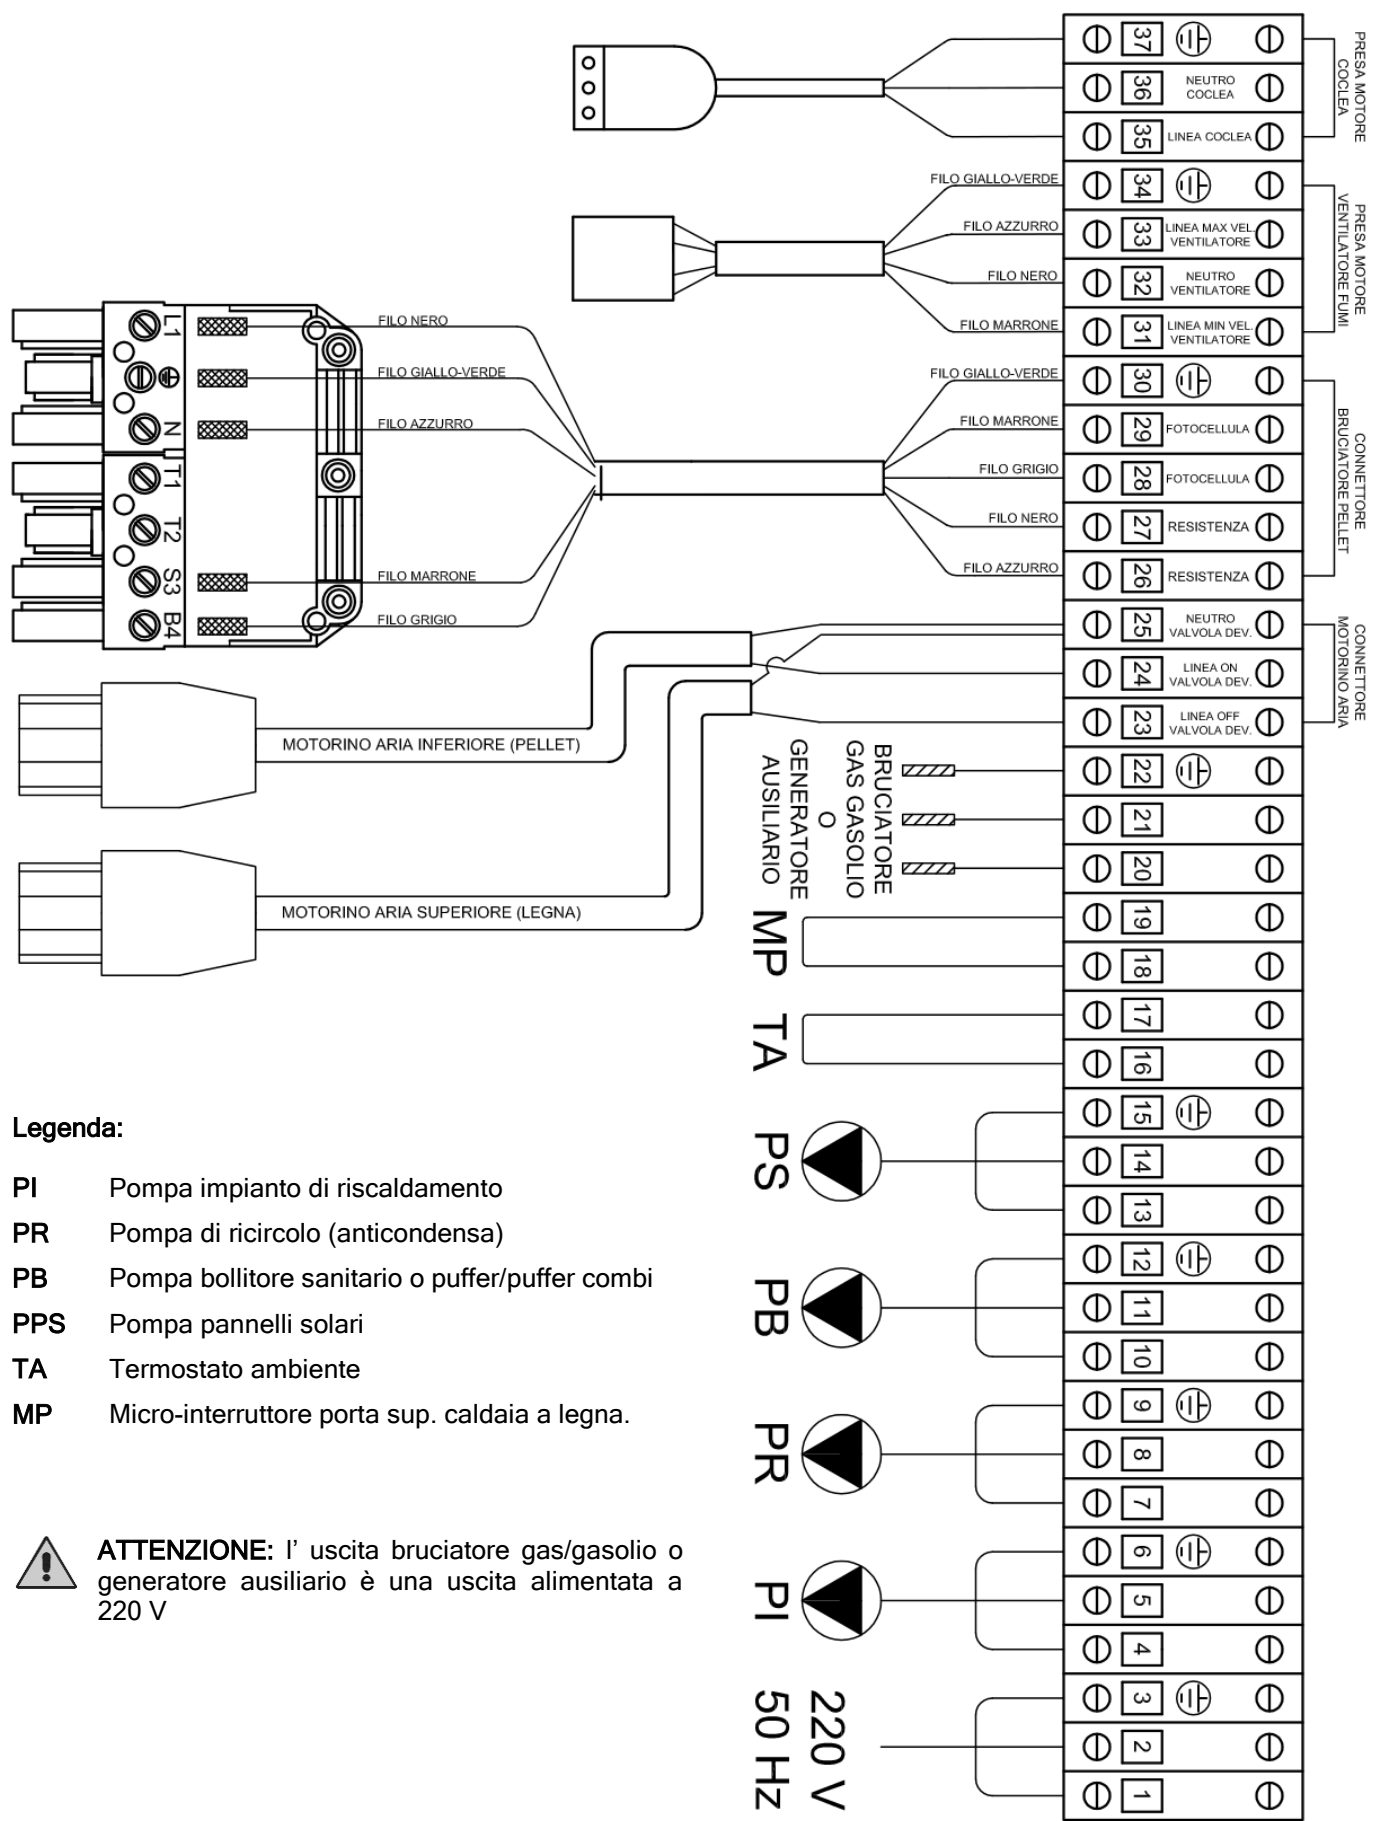 37
36 NEUTRO COCLEA
35 LINEA COCLEA
PRESA MOTORE
COCLEA
FILO GIALLO-VERDE 34
FILO AZZURRO 33 LINEA MAX VEL. VENTILATORE
FILO NERO 32 NEUTRO VENTILATORE
FILO MARRONE 31 LINEA MIN VEL. VENTILATORE
PRESA MOTORE
VENTILATORE FUMI
FILO GIALLO-VERDE 30
FILO MARRONE 29 FOTOCELLULA
FILO GRIGIO 28 FOTOCELLULA
FILO NERO 27 RESISTENZA
FILO AZZURRO 26 RESISTENZA
CONNETTORE
BRUCIATORE PELLET
L1 FILO NERO
FILO GIALLO-VERDE
N FILO AZZURRO
T1
T2
S3 FILO MARRONE
B4 FILO GRIGIO
25 NEUTRO VALVOLA DEV.
24 LINEA ON VALVOLA DEV.
23 LINEA OFF VALVOLA DEV.
CONNETTORE
MOTORINO ARIA
MOTORINO ARIA INFERIORE (PELLET)
MOTORINO ARIA SUPERIORE (LEGNA)
BRUCIATORE
GAS GASOLIO
O
GENERATORE
AUSILIARIO
22
21
20
MP
19
18
TA
17
16
PS
15
14
13
PB
12
11
10
PR
9
8
7
PI
6
5
4
220 V
50 Hz
3
2
1
Legenda:
PI Pompa impianto di riscaldamento
PR Pompa di ricircolo (anticondensa)
PB Pompa bollitore sanitario o puffer/puffer combi
PPS Pompa pannelli solari
TA Termostato ambiente
MP Micro-interruttore porta sup. caldaia a legna.
ATTENZIONE: l' uscita bruciatore gas/gasolio o
generatore ausiliario è una uscita alimentata a
220 V